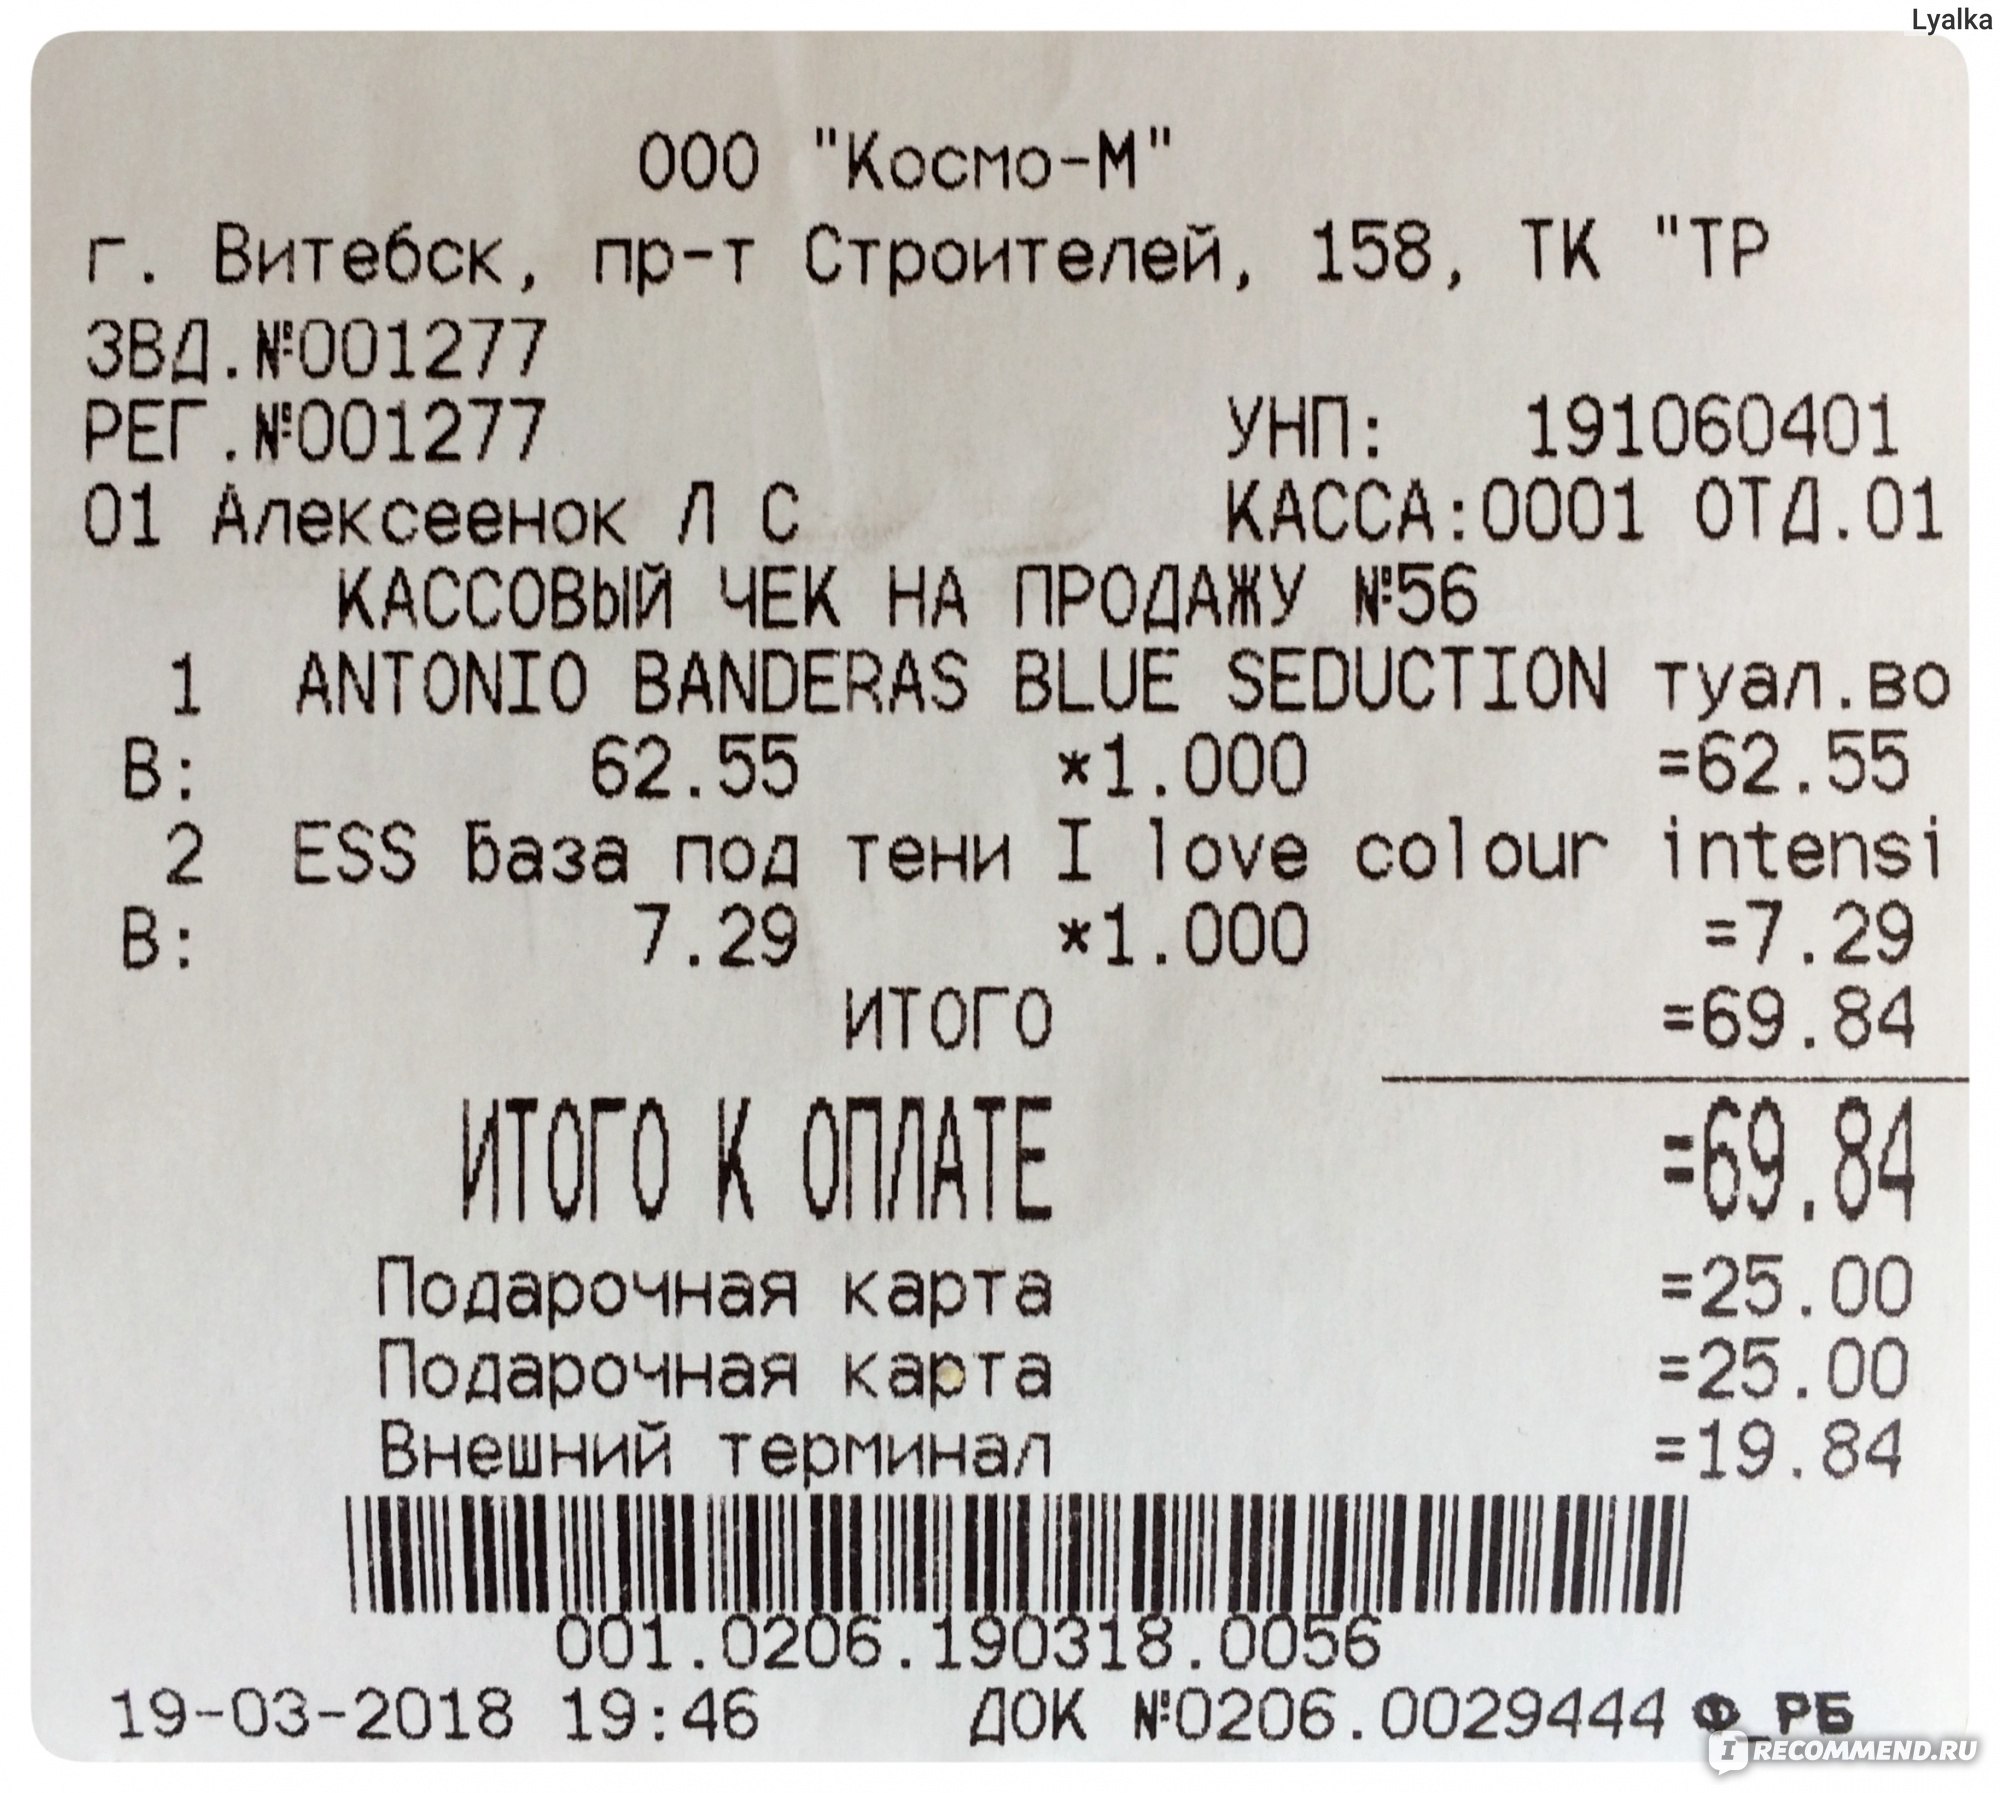 Lyalka
ООО "Космо-М"
г. Витебск, пр-т Строителей, 158, ТК "ТР
ЗВД.№001277
РЕГ.№001277 УНП: 191060401
01 Алексеенок Л С КАССА:0001 ОТД.01
КАССОВЫЙ ЧЕК НА ПРОДАЖУ №56
1 ANTONIO BANDERAS BLUE SEDUCTION туал.во
В: 62.55 *1.000 =62.55
2 ESS База под тени I love colour intensi
В: 7.29 *1.000 =7.29
ИТОГО =69.84
ИТОГО К ОПЛАТЕ =69.84
Подарочная карта =25.00
Подарочная карта =25.00
Внешний терминал =19.84
001.0206.190318.0056
19-03-2018 19:46 ДОК №0206.0029444 Ф_РБ
I RECOMMEND.RU